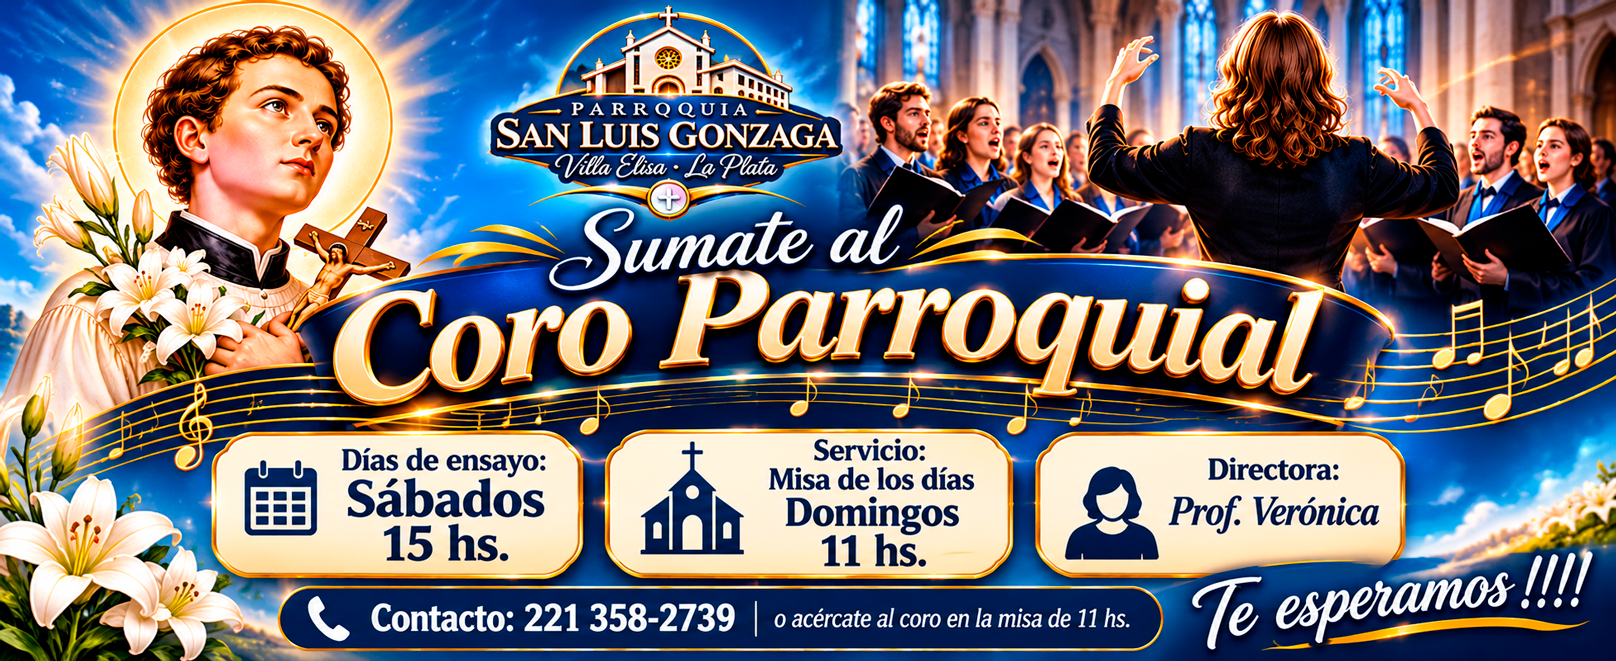 PARROQUIA
SAN LUIS GONZAGA
Villa Elisa • La Plata
Sumate al
Coro Parroquial
Días de ensayo:
Sábados
15 hs.
Servicio:
Misa de los días
Domingos
11 hs.
Directora:
Prof. Verónica
Contacto: 221 358-2739 | o acércate al coro en la misa de 11 hs.
Te esperamos !!!!